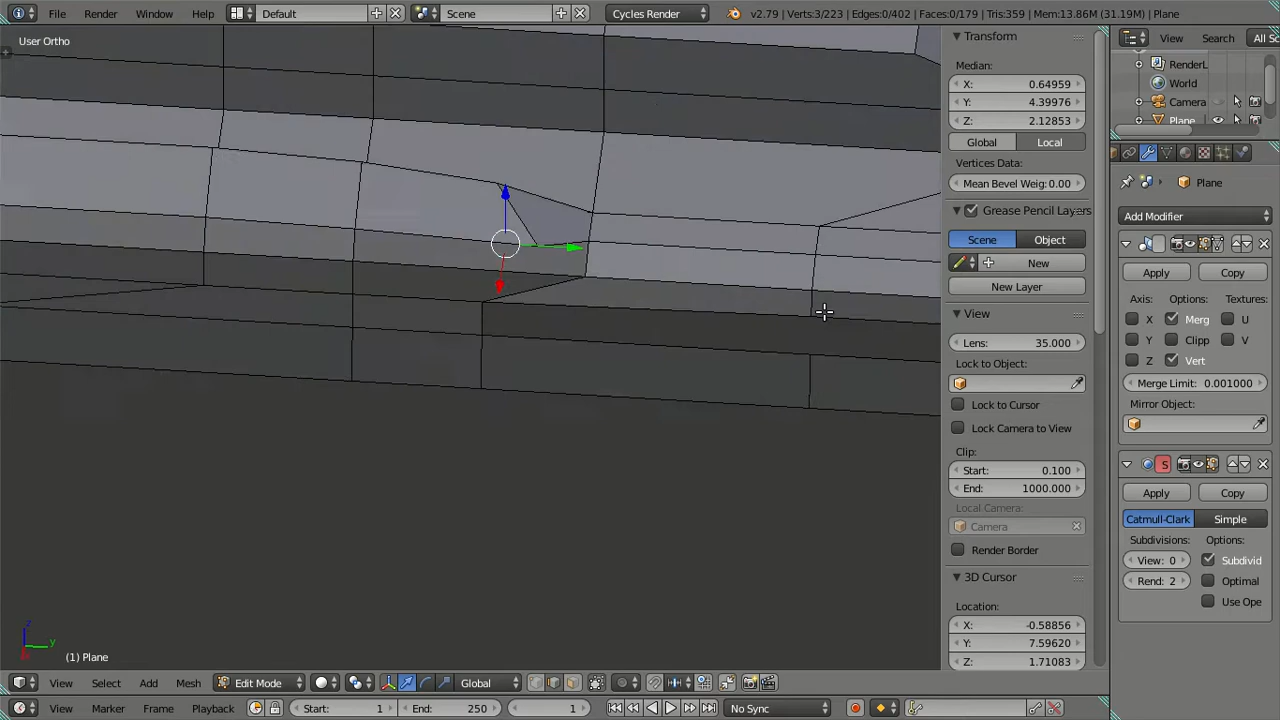 File Render Window Help Default Scene Cycles Render v2.79 | Verts:3/223 | Edges:0/402 | Faces:0/179 | Tris:359 | Mem:13.86M (31.19M) | Plane
User Ortho
Transform
View Search All Sc
Median:
RenderL
X: 0.64959
World
Y: 4.39976
Camera
Z: 2.12853
Plane
Global Local
Vertices Data:
Mean Bevel Weig:0.00
Plane
Grease Pencil Layers
Add Modifier
Scene Object
New
Apply Copy
New Layer
Axis: Options: Textures:
View
X Merg U
Lens: 35.000
Y Clipp V
Lock to Object:
Z Vert
Merge Limit: 0.001000
Lock to Cursor
Mirror Object:
Lock Camera to View
Clip:
S
Start: 0.100
End: 1000.000
Apply Copy
Local Camera:
Catmull-Clark Simple
Camera
Subdivisions: Options:
Render Border
View: 0 Subdivid
3D Cursor
Rend: 2 Optimal
Location:
Use Ope
X: -0.58856
Y: 7.59620
Z: 1.71083
z
y
(1) Plane
View Select Add Mesh Edit Mode Global
View Marker Frame Playback Start: 1 End: 250 1 No Sync